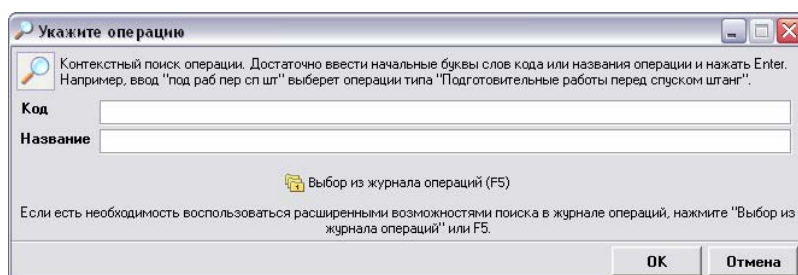 Укажите операцию
Контекстный поиск операции. Достаточно ввести начальные буквы слов кода или названия операции и нажать Enter.
Например, ввод "под раб пер сп шт" выберет операции типа "Подготовительные работы перед спуском штанг".
Код
Название
Выбор из журнала операций (F5)
Если есть необходимость воспользоваться расширенными возможностями поиска в журнале операций, нажмите "Выбор из
журнала операций" или F5.
OK
Отмена